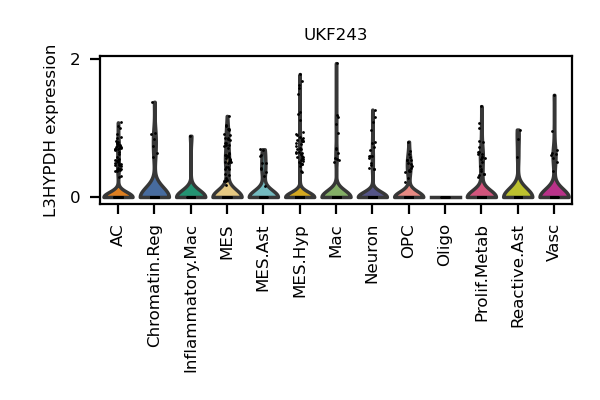 UKF243
L3HYPDH expression
2
0
AC
Chromatin.Reg
Inflammatory.Mac
MES
MES.Ast
MES.Hyp
Mac
Neuron
OPC
Oligo
Prolif.Metab
Reactive.Ast
Vasc